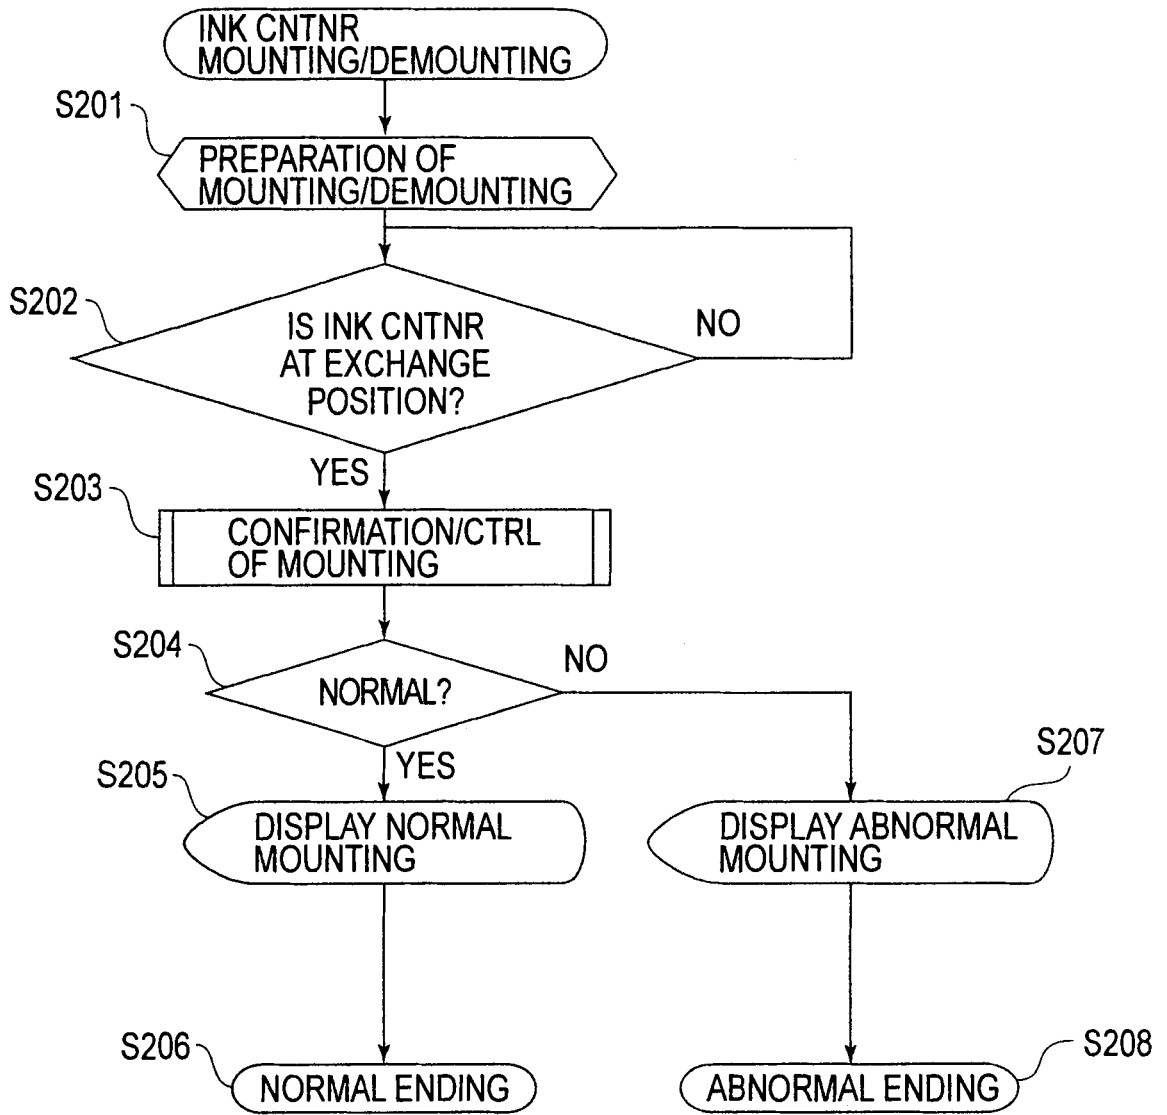 INK CNTNR
MOUNTING/DEMOUNTING
S201
PREPARATION OF
MOUNTING/DEMOUNTING
S202
IS INK CNTNR
AT EXCHANGE
POSITION?
NO
YES
S203
CONFIRMATION/CTRL
OF MOUNTING
S204
NORMAL?
NO
YES
S205
DISPLAY NORMAL
MOUNTING
S207
DISPLAY ABNORMAL
MOUNTING
S206
NORMAL ENDING
S208
ABNORMAL ENDING